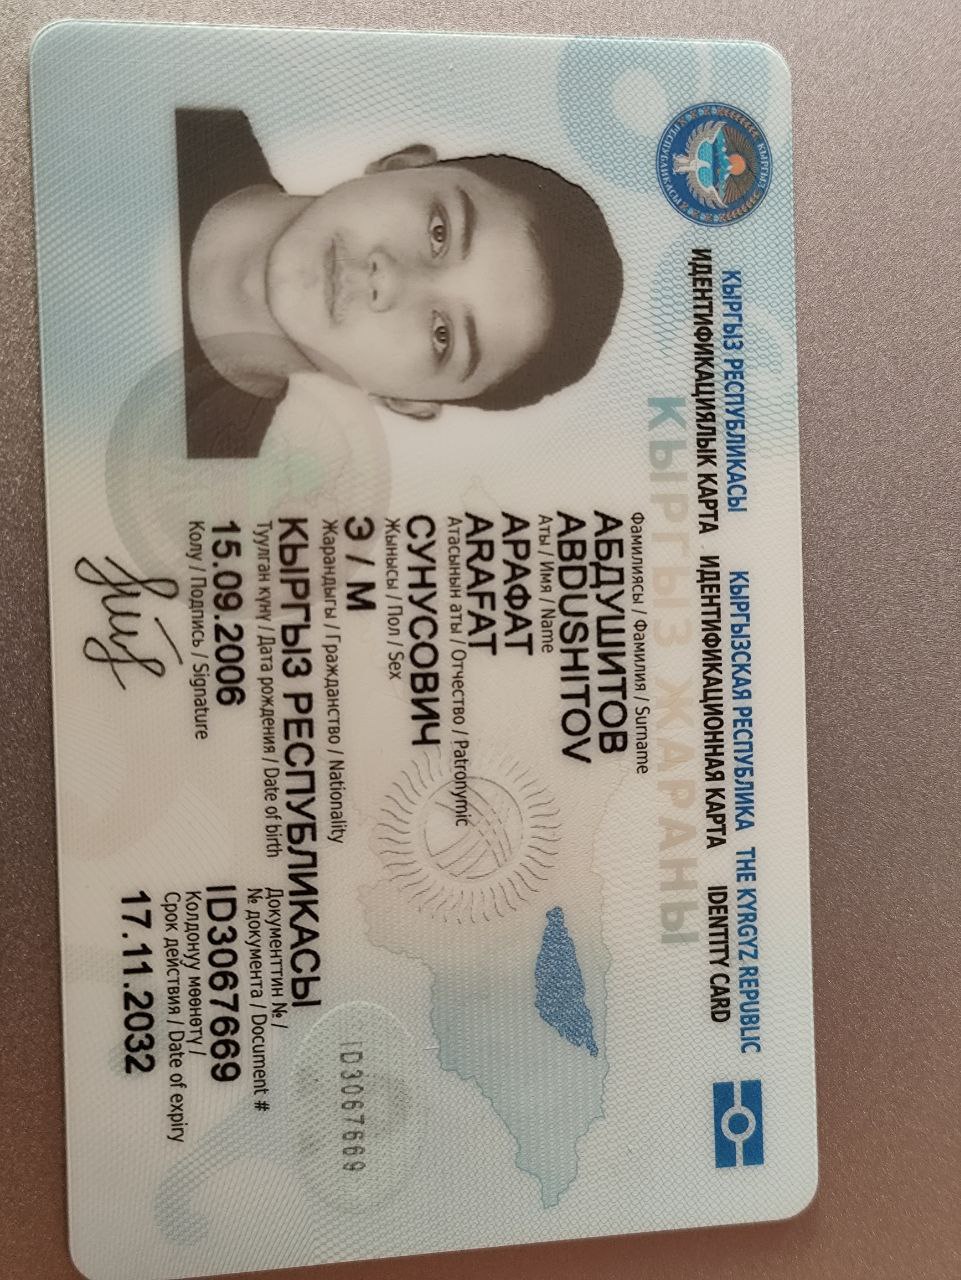 КЫРГЫЗ РЕСПУБЛИКАСЫ КЫРГЫЗСКАЯ РЕСПУБЛИКА THE KYRGYZ REPUBLIC
ИДЕНТИФИКАЦИЯЛЫК КАРТА ИДЕНТИФИКАЦИОННАЯ КАРТА IDENTITY CARD
КЫРГЫЗ РЕСПУБЛИКАСЫ
КЫРГЫЗ ЖАРАНЫ
Фамилиясы / Фамилия / Surname
АБДУШИТОВ
ABDUSHITOV
Аты / Имя / Name
АРАФАТ
ARAFAT
Атасынын аты / Отчество / Patronymic
СУНУСОВИЧ
Жынысы / Пол / Sex
Э / M
Жарандыгы / Гражданство / Nationality
КЫРГЫЗ РЕСПУБЛИКАСЫ
Туулган күнү / Дата рождения / Date of birth
15.09.2006
Документтин № /
№ документа / Document #
ID3067669
Колу / Подпись / Signature
Колдонуу мөөнөтү /
Срок действия / Date of expiry
17.11.2032
ID3067669